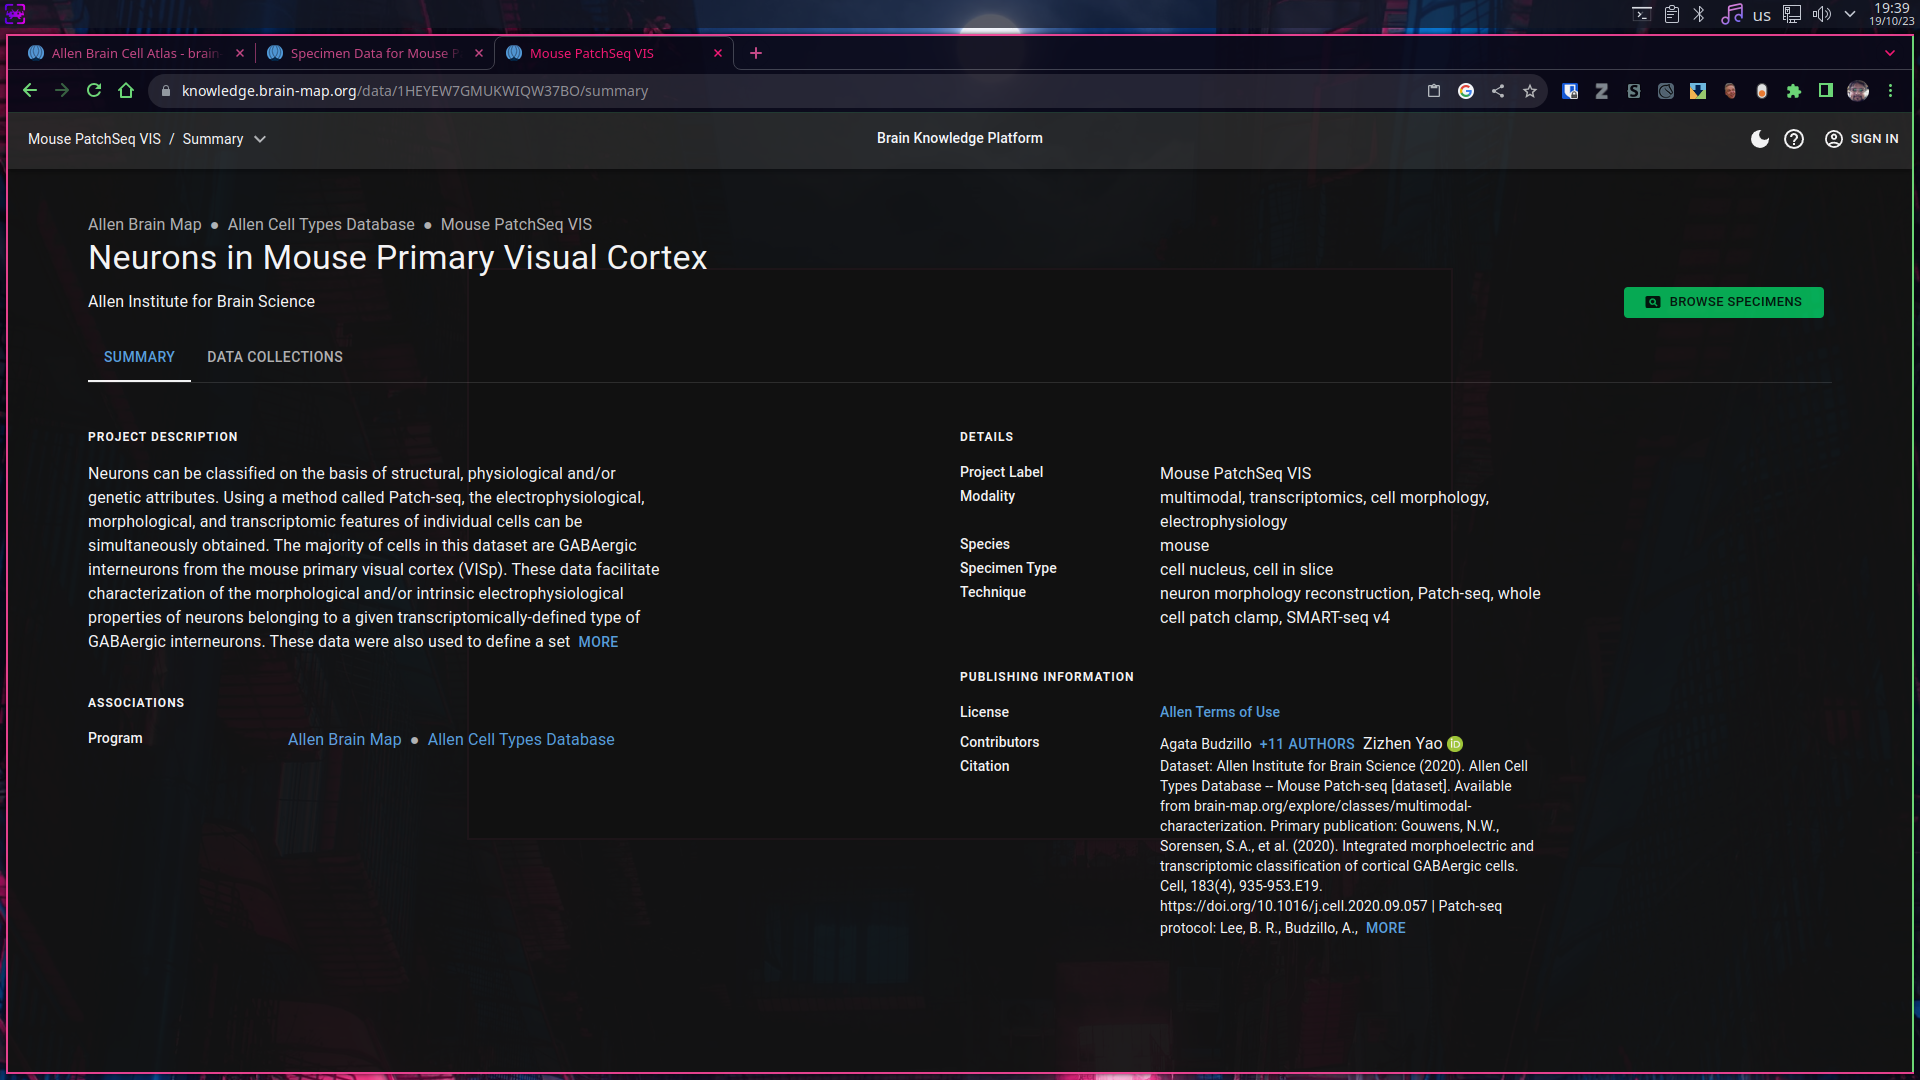 us
19:39
19/10/23
Allen Brain Cell Atlas - brain-
Specimen Data for Mouse P
Mouse PatchSeq VIS
knowledge.brain-map.org/data/1HEYEW7GMUKWIQW37BO/summary
Mouse PatchSeq VIS / Summary
Brain Knowledge Platform
SIGN IN
Allen Brain Map ● Allen Cell Types Database ● Mouse PatchSeq VIS
Neurons in Mouse Primary Visual Cortex
Allen Institute for Brain Science
BROWSE SPECIMENS
SUMMARY DATA COLLECTIONS
PROJECT DESCRIPTION
Neurons can be classified on the basis of structural, physiological and/or
genetic attributes. Using a method called Patch-seq, the electrophysiological,
morphological, and transcriptomic features of individual cells can be
simultaneously obtained. The majority of cells in this dataset are GABAergic
interneurons from the mouse primary visual cortex (VISp). These data facilitate
characterization of the morphological and/or intrinsic electrophysiological
properties of neurons belonging to a given transcriptomically-defined type of
GABAergic interneurons. These data were also used to define a set MORE
ASSOCIATIONS
Program Allen Brain Map ● Allen Cell Types Database
DETAILS
Project Label Mouse PatchSeq VIS
Modality multimodal, transcriptomics, cell morphology,
electrophysiology
Species mouse
Specimen Type cell nucleus, cell in slice
Technique neuron morphology reconstruction, Patch-seq, whole
cell patch clamp, SMART-seq v4
PUBLISHING INFORMATION
License Allen Terms of Use
Contributors Agata Budzillo +11 AUTHORS Zizhen Yao iD
Citation Dataset: Allen Institute for Brain Science (2020). Allen Cell
Types Database -- Mouse Patch-seq [dataset]. Available
from brain-map.org/explore/classes/multimodal-
characterization. Primary publication: Gouwens, N.W.,
Sorensen, S.A., et al. (2020). Integrated morphoelectric and
transcriptomic classification of cortical GABAergic cells.
Cell, 183(4), 935-953.E19.
https://doi.org/10.1016/j.cell.2020.09.057 | Patch-seq
protocol: Lee, B. R., Budzillo, A., MORE